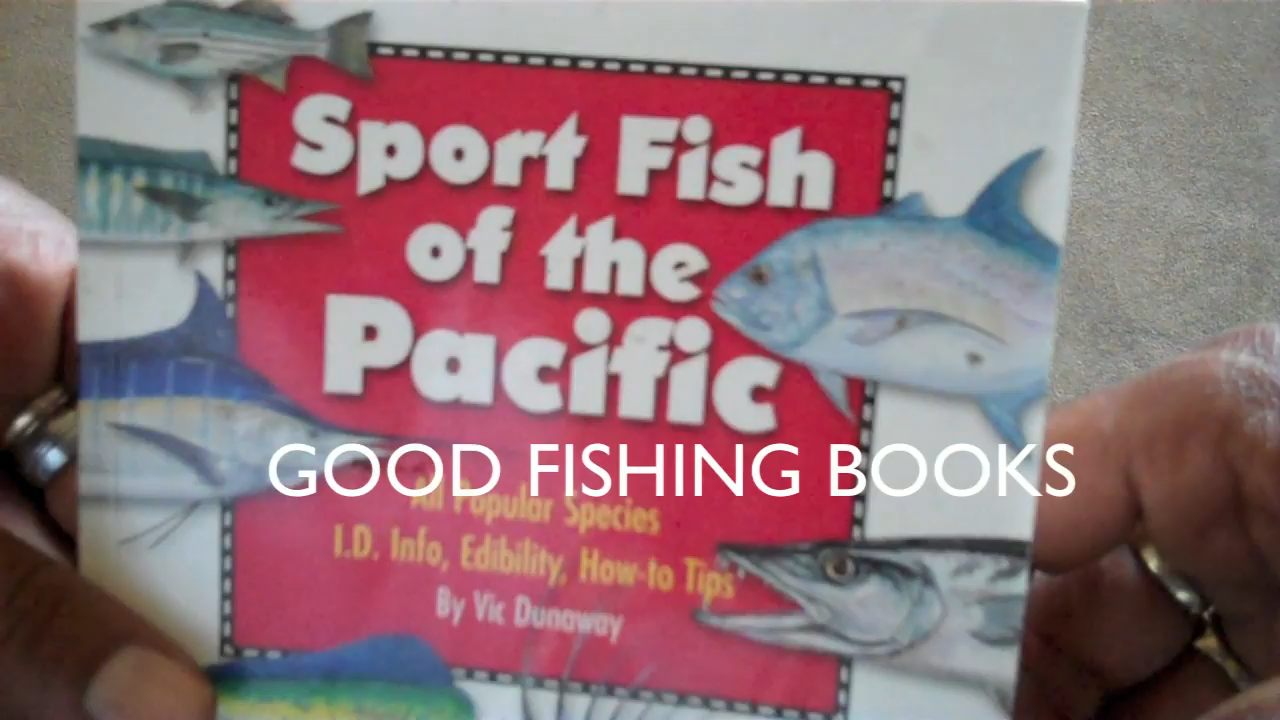 Sport Fish
of the
Pacific
GOOD FISHING BOOKS
All Popular Species
I.D. Info, Edibility, How-to Tips
By Vic Dunaway